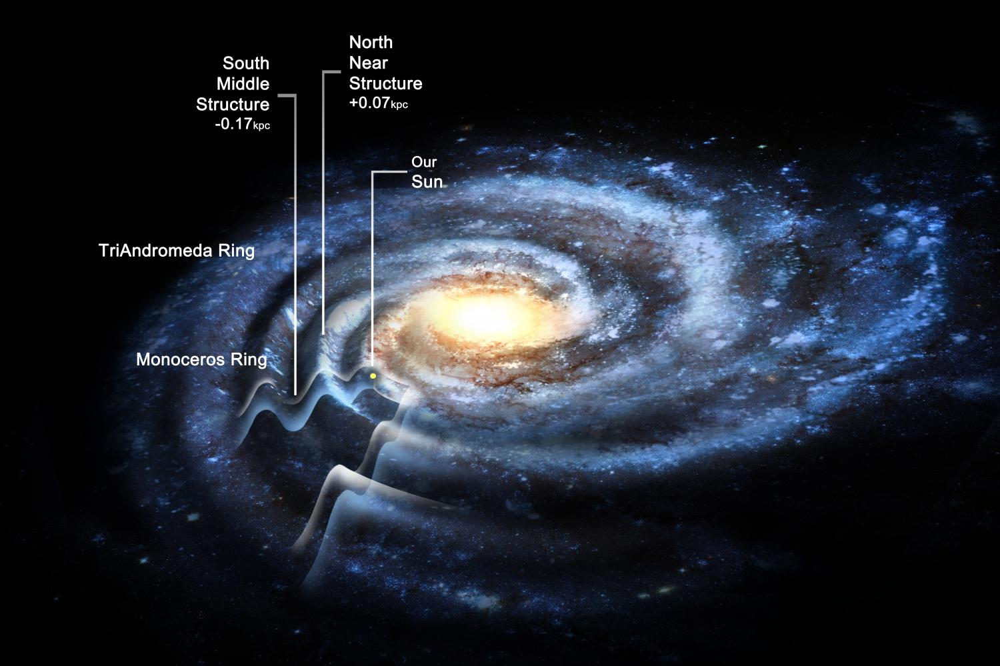 North
Near
Structure
+0.07kpc
South
Middle
Structure
-0.17kpc
Our
Sun
TriAndromeda Ring
Monoceros Ring